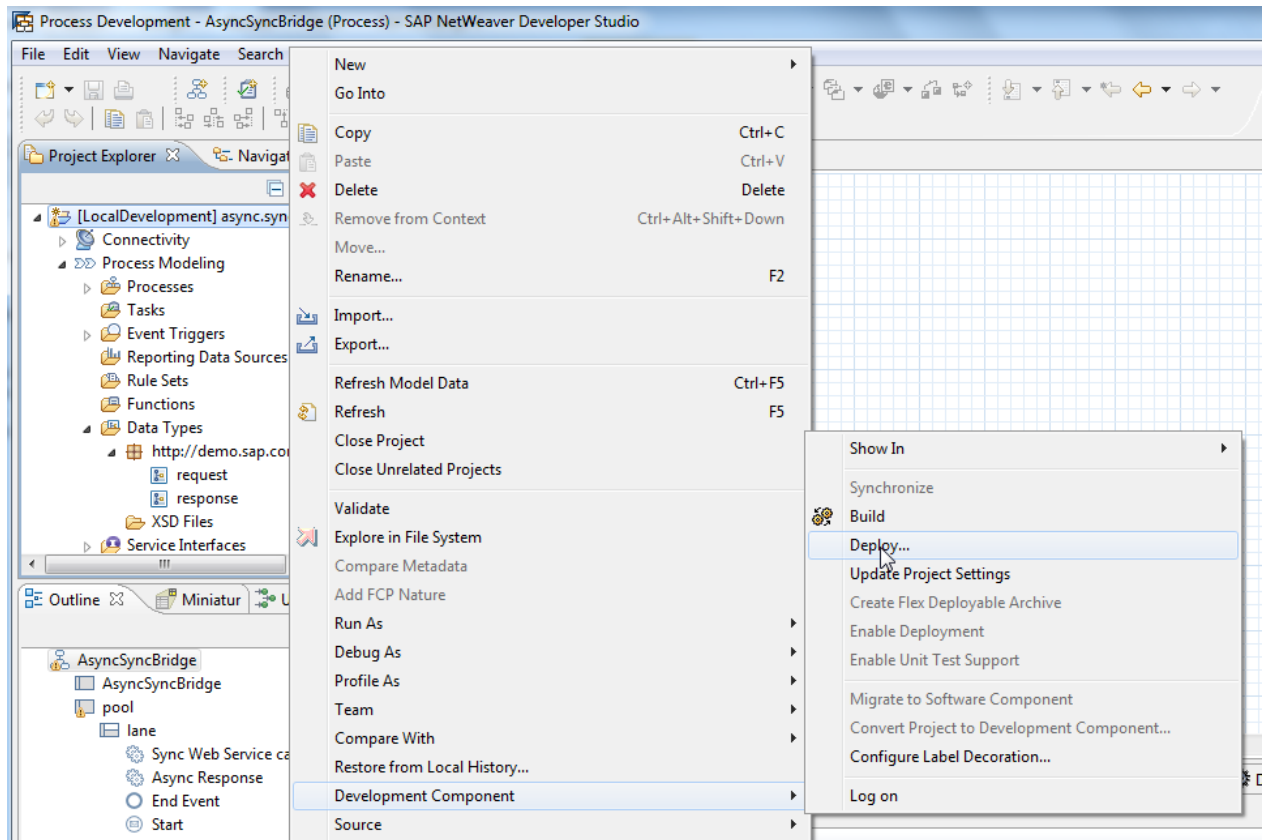 Process Development - AsyncSyncBridge (Process) - SAP NetWeaver Developer Studio
File Edit View Navigate Search
Project Explorer
[LocalDevelopment]
Connectivity
Process Modeling
Processes
Tasks
Event Triggers
Reporting Data Sources
Rule Sets
Functions
Data Types
http://demo.sap.co
request
response
XSD Files
Service Interfaces
Outline Miniatur
AsyncSyncBridge
AsyncSyncBridge
pool
lane
Sync Web Service
Async Response
End Event
Start
New
Go Into
Copy Ctrl+C
Paste Ctrl+V
Delete Delete
Remove from Context Ctrl+Alt+Shift+Down
Move...
Rename... F2
Import...
Export...
Refresh Model Data Ctrl+F5
Refresh F5
Close Project
Close Unrelated Projects
Validate
Explore in File System
Compare Metadata
Add FCP Nature
Run As
Debug As
Profile As
Team
Compare With
Restore from Local History...
Development Component
Source
Show In
Synchronize
Build
Deploy...
Update Project Settings
Create Flex Deployable Archive
Enable Deployment
Enable Unit Test Support
Migrate to Software Component
Convert Project to Development Component...
Configure Label Decoration...
Log on